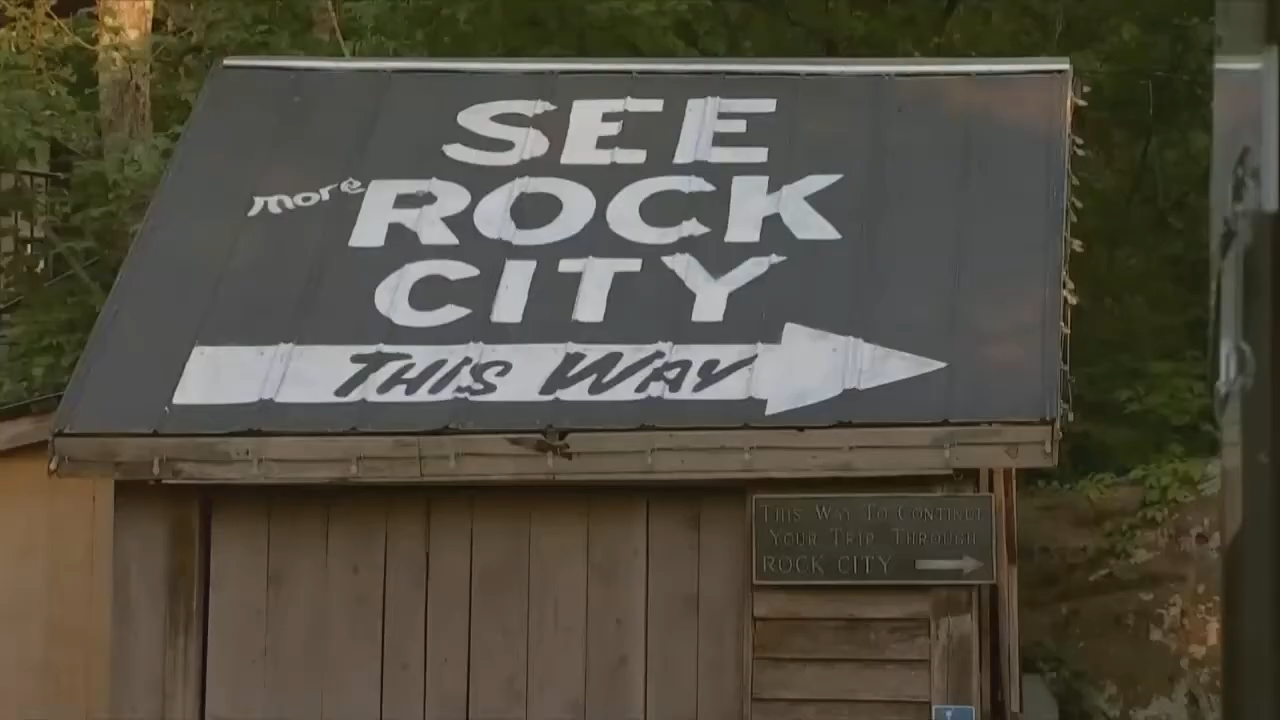 SEE
more ROCK
CITY
THIS WAY
THIS WAY TO CONTINUE
YOUR TRIP THROUGH
ROCK CITY